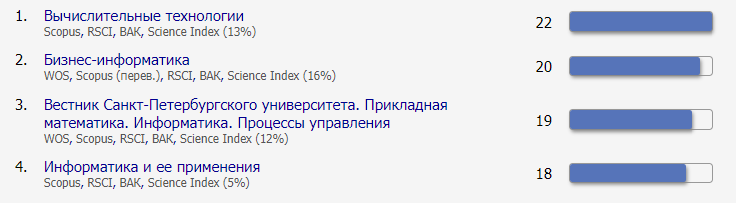 1. Вычислительные технологии 22
Scopus, RSCI, ВАК, Science Index (13%)
2. Бизнес-информатика 20
WOS, Scopus (перев.), RSCI, ВАК, Science Index (16%)
3. Вестник Санкт-Петербургского университета. Прикладная
математика. Информатика. Процессы управления 19
WOS, Scopus, RSCI, ВАК, Science Index (12%)
4. Информатика и ее применения 18
Scopus, RSCI, ВАК, Science Index (5%)